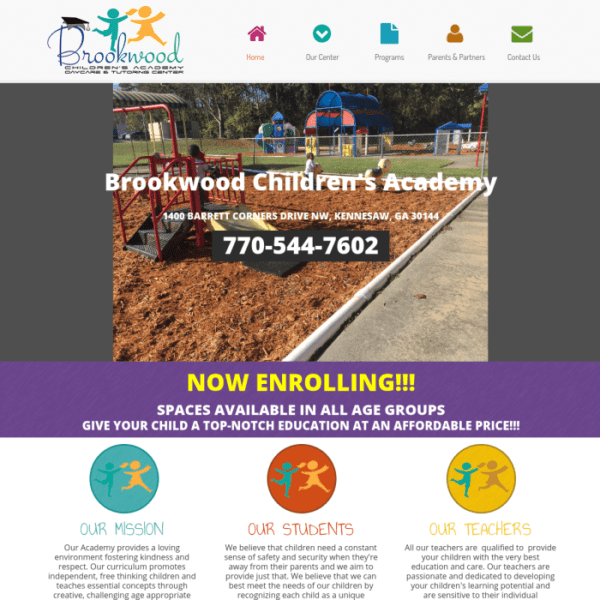 Brookwood
CHILDREN'S ACADEMY
DAYCARE & TUTORING CENTER
Home
Our Center
Programs
Parents & Partners
Contact Us
Brookwood Children's Academy
1400 BARRETT CORNERS DRIVE NW, KENNESAW, GA 30144
770-544-7602
NOW ENROLLING!!!
SPACES AVAILABLE IN ALL AGE GROUPS
GIVE YOUR CHILD A TOP-NOTCH EDUCATION AT AN AFFORDABLE PRICE!!!
OUR MISSION
Our Academy provides a loving
environment fostering kindness and
respect. Our curriculum promotes
independent, free thinking children and
teaches essential concepts through
creative, challenging age appropriate
OUR STUDENTS
We believe that children need a constant
sense of safety and security when they're
away from their parents and we aim to
provide just that. We believe that we can
best meet the needs of our children by
recognizing each child as a unique
OUR TEACHERS
All our teachers are qualified to provide
your children with the very best
education and care. Our teachers are
passionate and dedicated to developing
your children's learning potential and
are sensitive to their individual